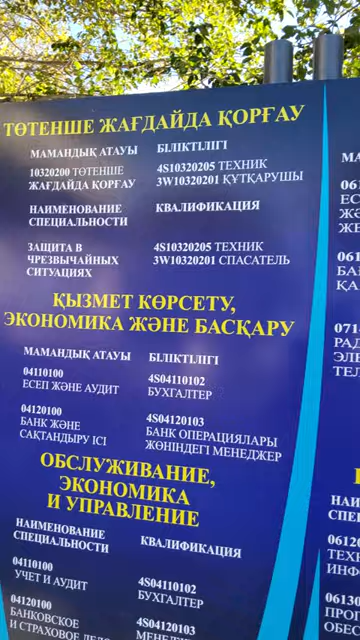 ТӨТЕНШЕ ЖАҒДАЙДА ҚОРҒАУ
МАМАНДЫҚ АТАУЫ БІЛІКТІЛІГІ
10320200 ТӨТЕНШЕ 4S10320205 ТЕХНИК
ЖАҒДАЙДА ҚОРҒАУ 3W10320201 ҚҰТҚАРУШЫ
НАИМЕНОВАНИЕ КВАЛИФИКАЦИЯ
СПЕЦИАЛЬНОСТИ
ЗАЩИТА В 4S10320205 ТЕХНИК
ЧРЕЗВЫЧАЙНЫХ 3W10320201 СПАСАТЕЛЬ
СИТУАЦИЯХ
ҚЫЗМЕТ КӨРСЕТУ,
ЭКОНОМИКА ЖӘНЕ БАСҚАРУ
МАМАНДЫҚ АТАУЫ БІЛІКТІЛІГІ
04110100 4S04110102
ЕСЕП ЖӘНЕ АУДИТ БУХГАЛТЕР
04120100 4S04120103
БАНК ЖӘНЕ БАНК ОПЕРАЦИЯЛАРЫ
САҚТАНДЫРУ ІСІ ЖӨНІНДЕГІ МЕНЕДЖЕР
ОБСЛУЖИВАНИЕ,
ЭКОНОМИКА
И УПРАВЛЕНИЕ
НАИМЕНОВАНИЕ КВАЛИФИКАЦИЯ
СПЕЦИАЛЬНОСТИ
04110100 4S04110102
УЧЕТ И АУДИТ БУХГАЛТЕР
04120100 4S04120103
БАНКОВСКОЕ
И СТРАХОВОЕ